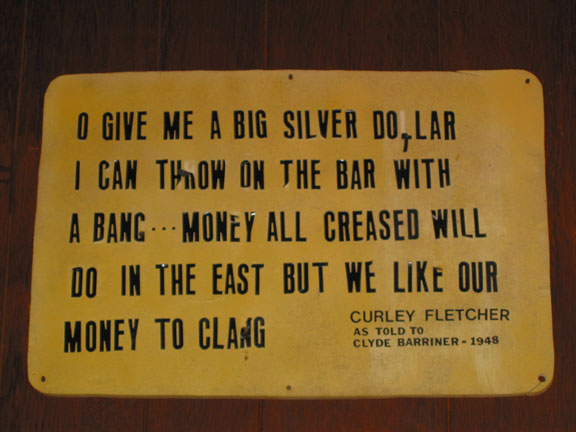 O GIVE ME A BIG SILVER DOLLAR
I CAN THROW ON THE BAR WITH
A BANG...MONEY ALL CREASED WILL
DO IN THE EAST BUT WE LIKE OUR
MONEY TO CLANG
CURLEY FLETCHER
AS TOLD TO
CLYDE BARRINER - 1948